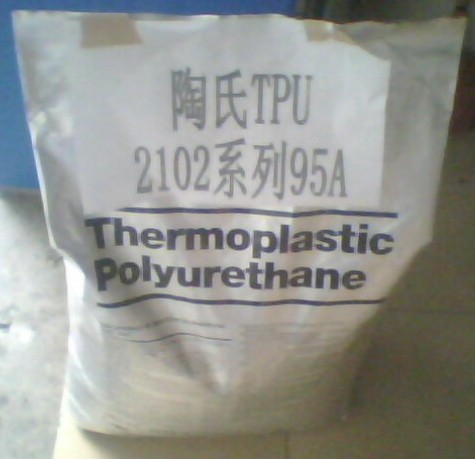 陶氏TPU
2102系列95A
Thermoplastic
Polyurethane